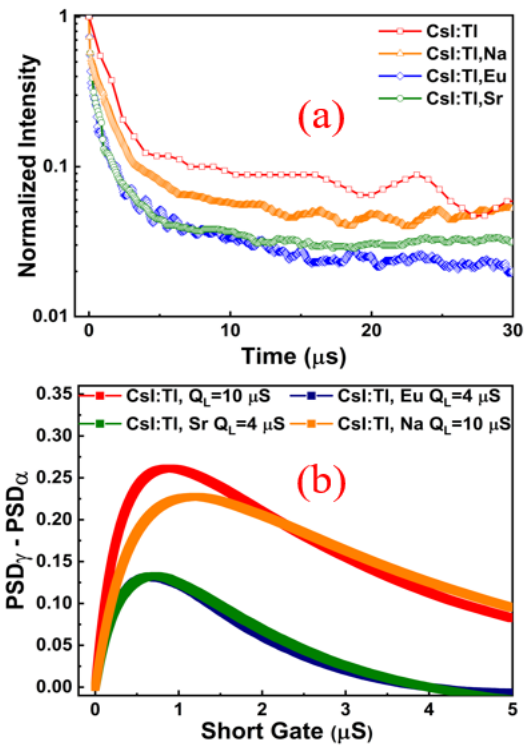 1
0.1
0.01
Normalized Intensity
CsI:Tl
CsI:Tl,Na
CsI:Tl,Eu
CsI:Tl,Sr
(a)
0 10 20 30
Time (μs)
0.35
0.30
0.25
0.20
0.15
0.10
0.05
0.00
PSDγ - PSDα
CsI:Tl, QL=10 μS CsI:Tl, Eu QL=4 μS
CsI:Tl, Sr QL=4 μS CsI:Tl, Na QL=10 μS
(b)
0 1 2 3 4 5
Short Gate (μS)